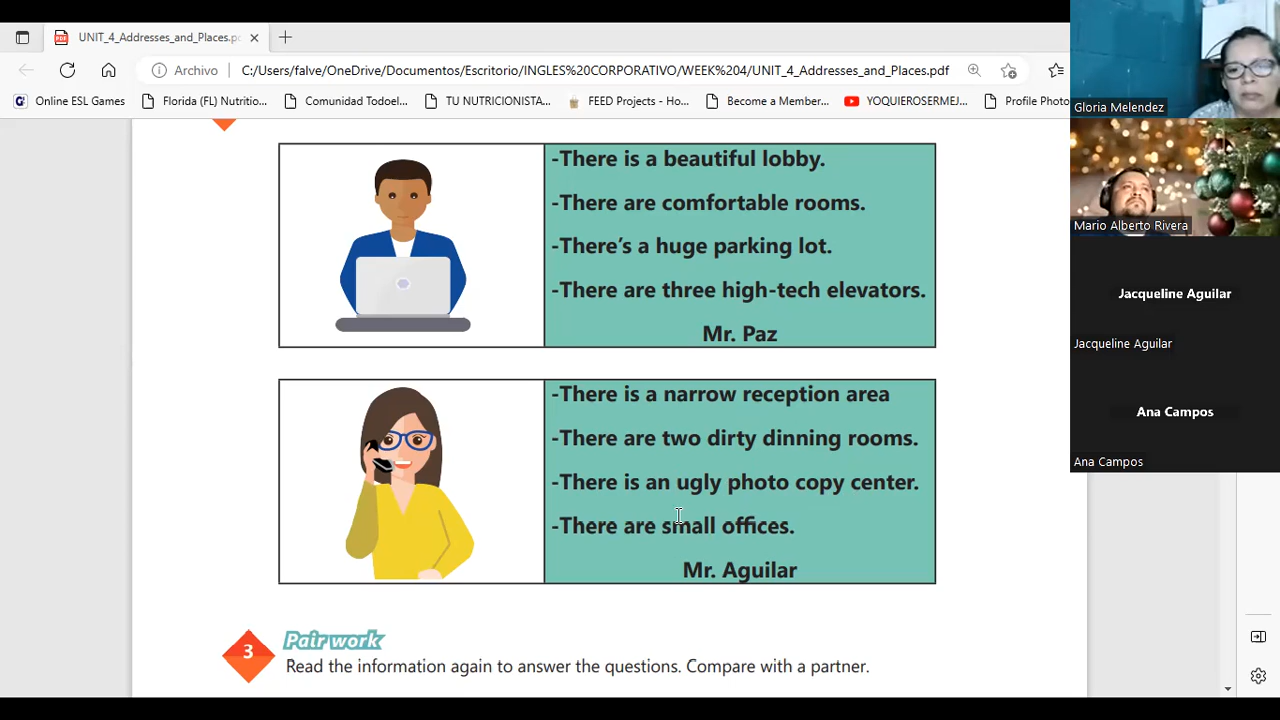 UNIT_4_Addresses_and_Places.pc
Archivo
C:/Users/falve/OneDrive/Documentos/Escritorio/INGLES%20CORPORATIVO/WEEK%204/UNIT_4_Addresses_and_Places.pdf
Online ESL Games
Florida (FL) Nutritio...
Comunidad Todoel...
TU NUTRICIONISTA...
FEED Projects - Ho...
Become a Member...
YOQUIEROSERMEJ...
Profile Photo
-There is a beautiful lobby.
-There are comfortable rooms.
-There's a huge parking lot.
-There are three high-tech elevators.
Mr. Paz
-There is a narrow reception area
-There are two dirty dinning rooms.
-There is an ugly photo copy center.
-There are small offices.
Mr. Aguilar
3
Pair work
Read the information again to answer the questions. Compare with a partner.
Gloria Melendez
Mario Alberto Rivera
Jacqueline Aguilar
Jacqueline Aguilar
Ana Campos
Ana Campos